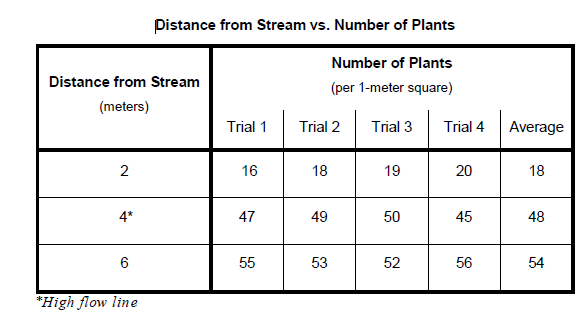 Distance from Stream vs. Number of Plants
Distance from Stream
(meters)
Number of Plants
(per 1-meter square)
Trial 1 Trial 2 Trial 3 Trial 4 Average
2 16 18 19 20 18
4* 47 49 50 45 48
6 55 53 52 56 54
*High flow line